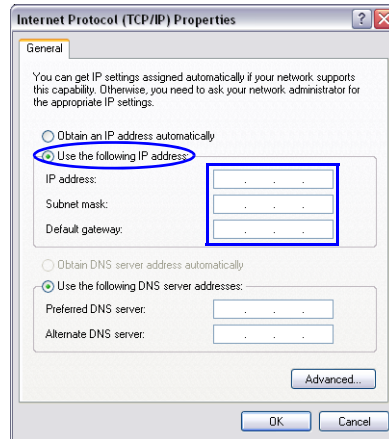 Internet Protocol (TCP/IP) Properties
General
You can get IP settings assigned automatically if your network supports
this capability. Otherwise, you need to ask your network administrator for
the appropriate IP settings.
Obtain an IP address automatically
Use the following IP address:
IP address:
Subnet mask:
Default gateway:
Obtain DNS server address automatically
Use the following DNS server addresses:
Preferred DNS server:
Alternate DNS server:
Advanced...
OK Cancel